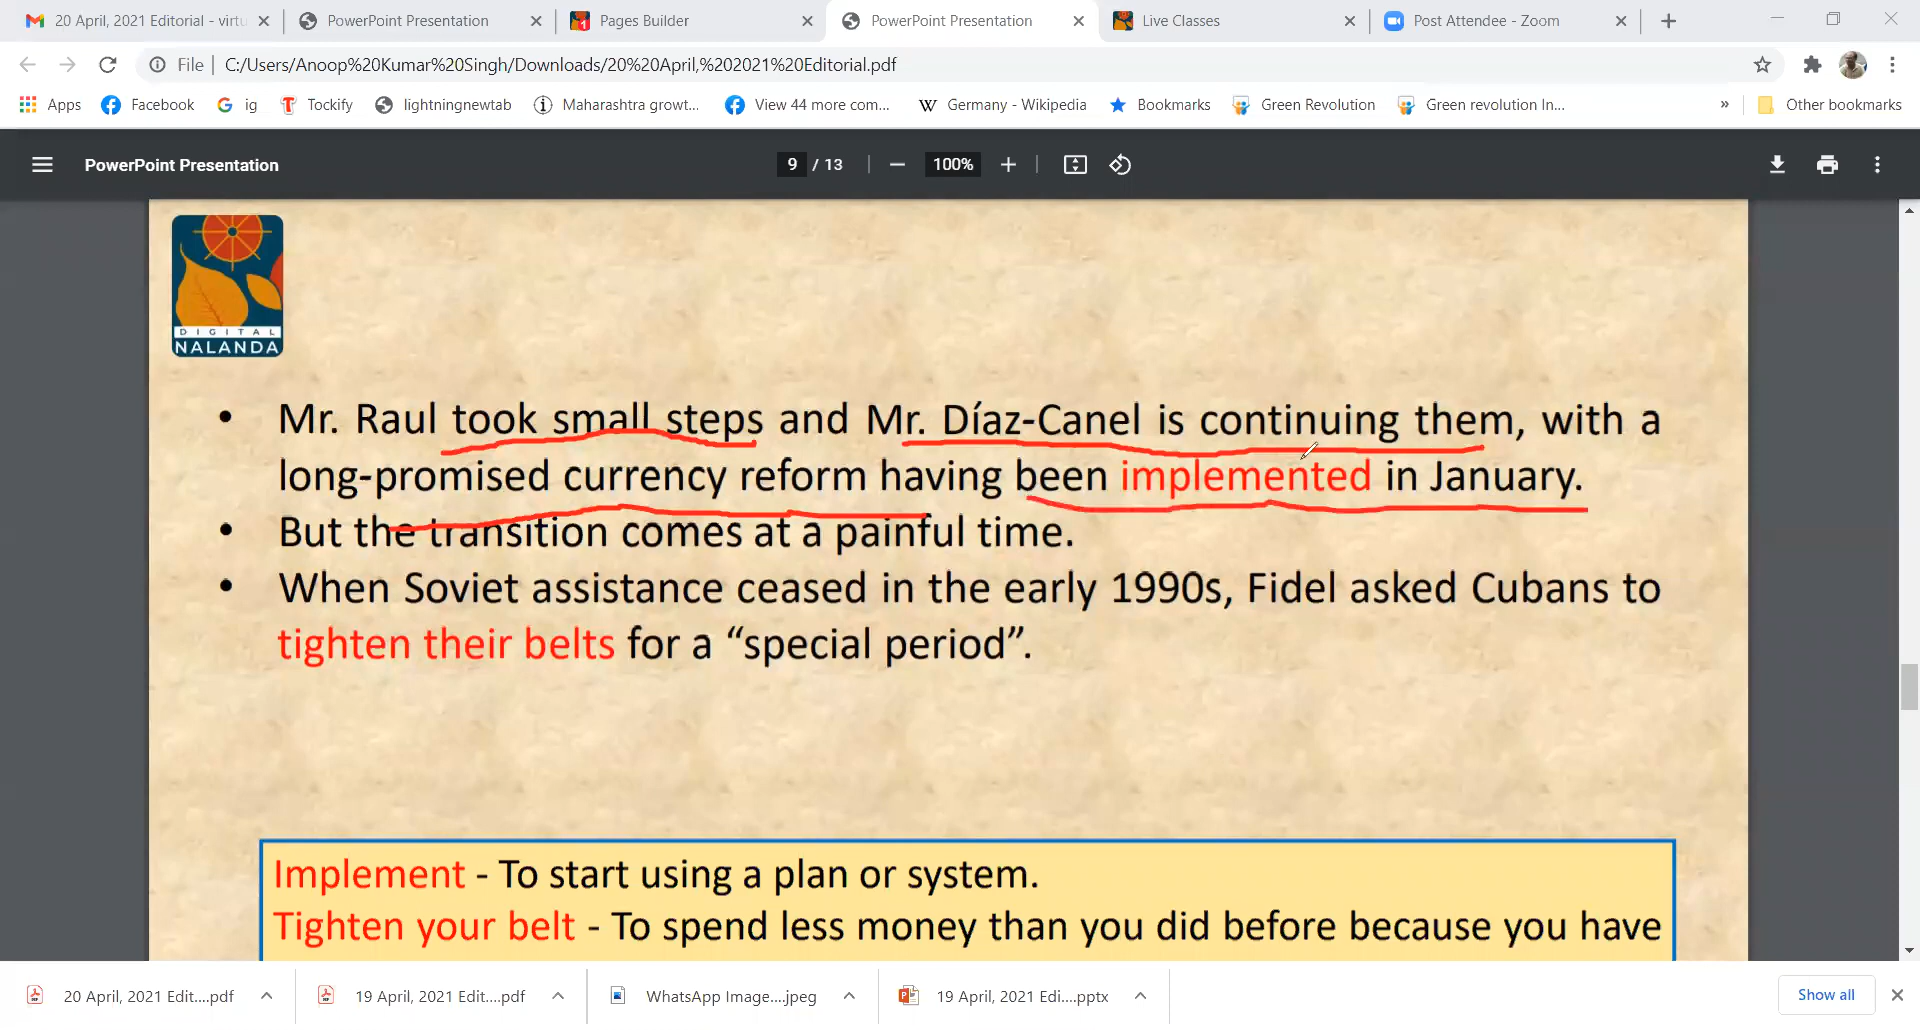 20 April, 2021 Editorial - virtu
PowerPoint Presentation
Pages Builder
PowerPoint Presentation
Live Classes
Post Attendee - Zoom
File | C:/Users/Anoop%20Kumar%20Singh/Downloads/20%20April,%202021%20Editorial.pdf
Apps
Facebook
ig
Tockify
lightningnewtab
Maharashtra growt...
View 44 more com...
Germany - Wikipedia
Bookmarks
Green Revolution
Green revolution In...
»
Other bookmarks
PowerPoint Presentation
9 / 13
100%
DIGITAL
NALANDA
• Mr. Raul took small steps and Mr. Díaz-Canel is continuing them, with a
long-promised currency reform having been implemented in January.
• But the transition comes at a painful time.
• When Soviet assistance ceased in the early 1990s, Fidel asked Cubans to
tighten their belts for a “special period”.
Implement - To start using a plan or system.
Tighten your belt - To spend less money than you did before because you have
20 April, 2021 Edit....pdf
19 April, 2021 Edit....pdf
WhatsApp Image....jpeg
19 April, 2021 Edi....pptx
Show all